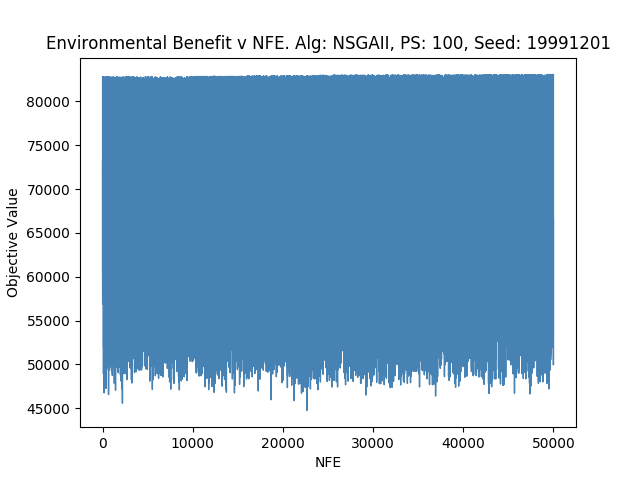 Environmental Benefit v NFE. Alg: NSGAII, PS: 100, Seed: 19991201
80000
75000
70000
65000
60000
55000
50000
45000
Objective Value
0 10000 20000 30000 40000 50000
NFE